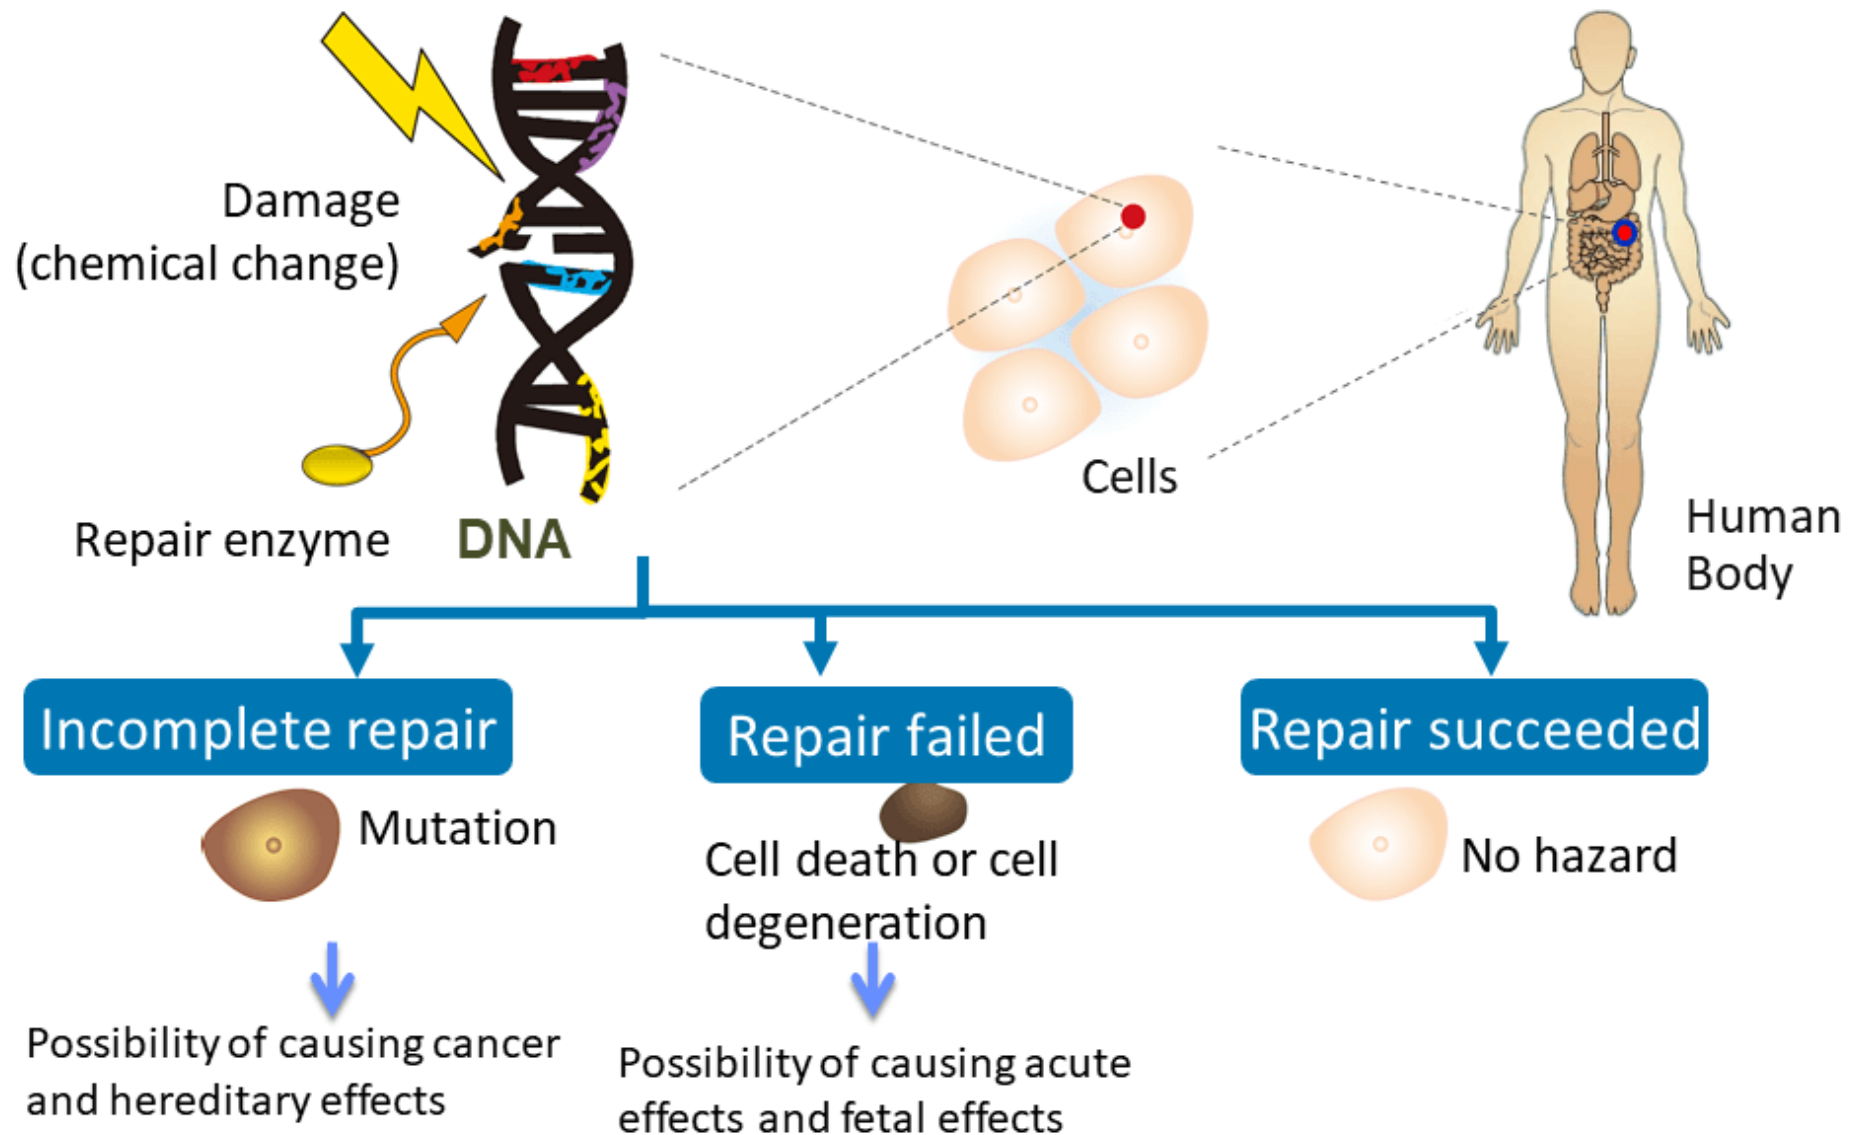 Damage
(chemical change)
Repair enzyme
DNA
Cells
Human
Body
Incomplete repair
Repair failed
Repair succeeded
Mutation
Cell death or cell
degeneration
No hazard
Possibility of causing cancer
and hereditary effects
Possibility of causing acute
effects and fetal effects